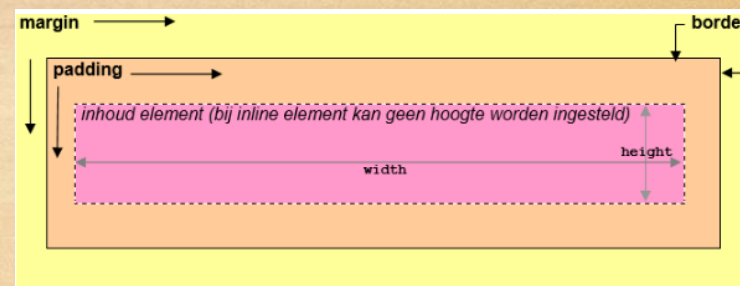 margin
borde
padding
inhoud element (bij inline element kan geen hoogte worden ingesteld)
height
width